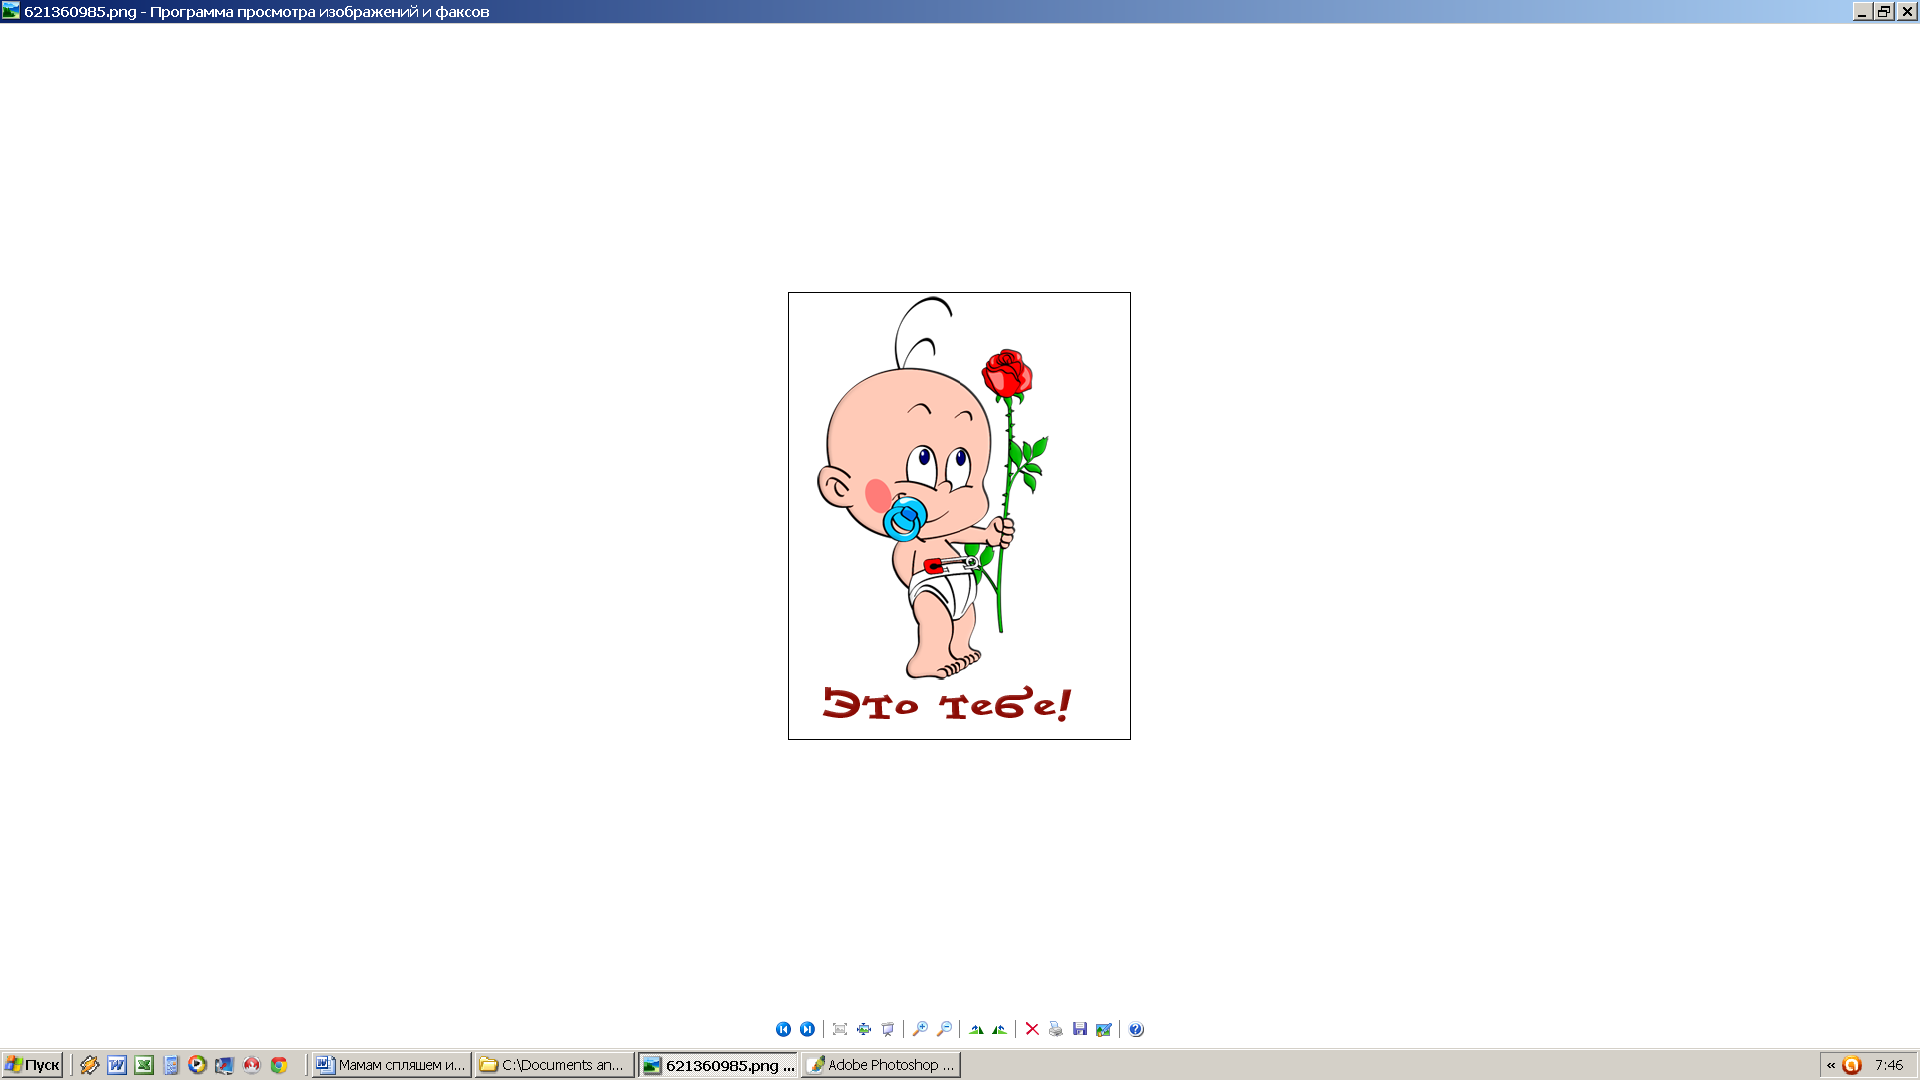 621360985.png - Программа просмотра изображений и факсов
Это тебе!
Пуск
Мамам спляшем и...
C:\Documents an...
621360985.png ...
Adobe Photoshop ...
7:46